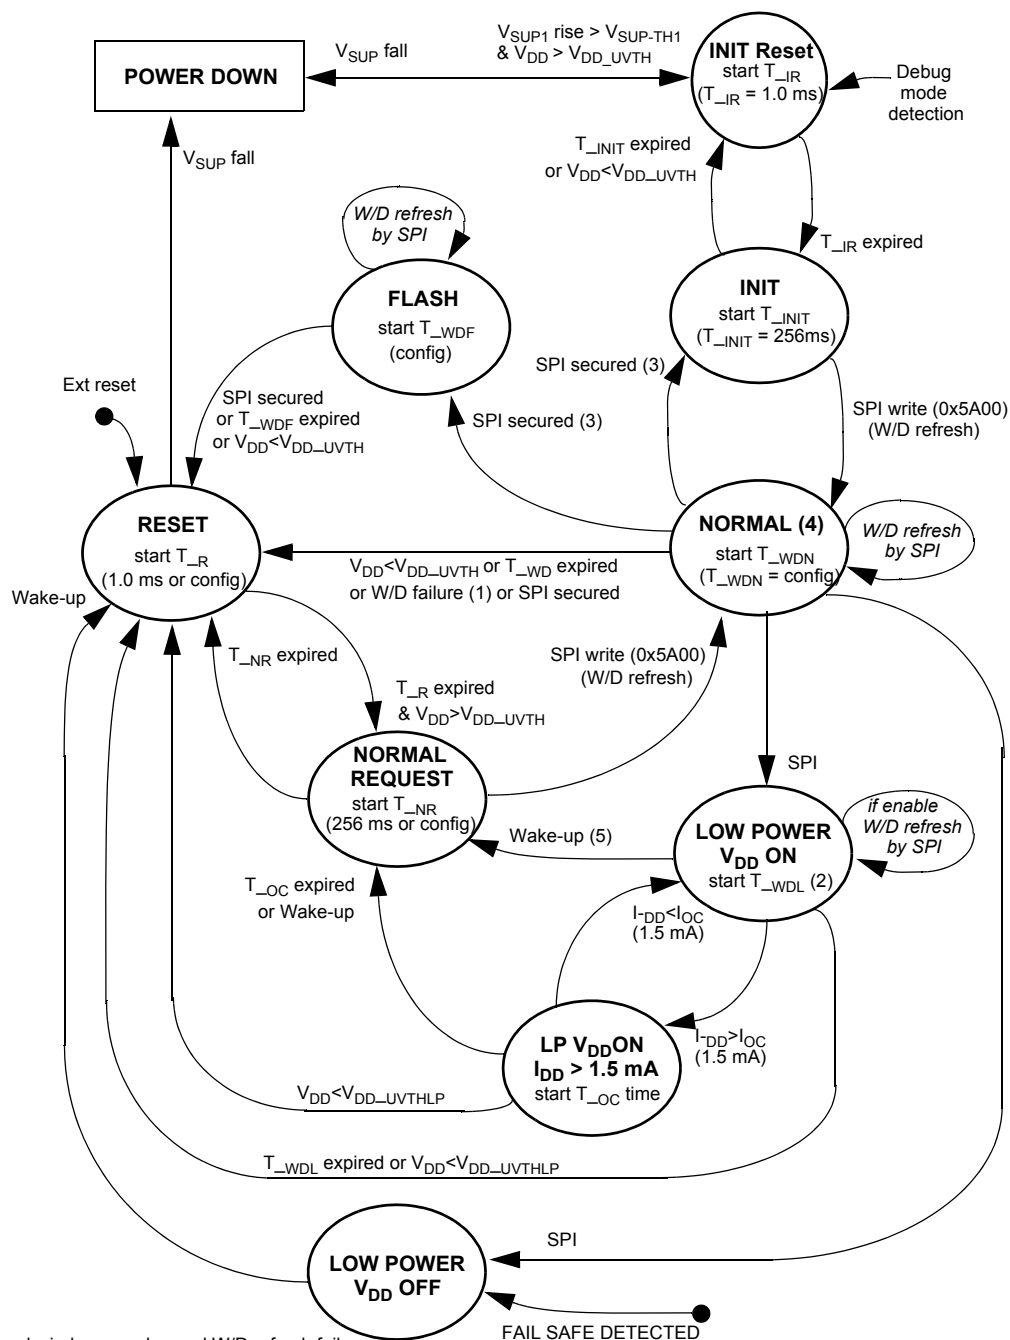 V_SUP1 rise > V_SUP-TH1
& V_DD > V_DD_UVTH
V_SUP fall
POWER DOWN
INIT Reset
start T_IR
(T_IR = 1.0 ms)
Debug
mode
detection
V_SUP fall
T_INIT expired
or V_DD<V_DD_UVTH
T_IR expired
W/D refresh
by SPI
FLASH
start T_WDF
(config)
INIT
start T_INIT
(T_INIT = 256ms)
SPI secured (3)
Ext reset
SPI secured
or T_WDF expired
or V_DD<V_DD_UVTH
SPI secured (3)
SPI write (0x5A00)
(W/D refresh)
RESET
start T_R
(1.0 ms or config)
NORMAL (4)
start T_WDN
(T_WDN = config)
W/D refresh
by SPI
V_DD<V_DD_UVTH or T_WD expired
or W/D failure (1) or SPI secured
Wake-up
T_NR expired
SPI write (0x5A00)
(W/D refresh)
T_R expired
& V_DD>V_DD_UVTH
NORMAL
REQUEST
start T_NR
(256 ms or config)
SPI
LOW POWER
V_DD ON
start T_WDL (2)
if enable
W/D refresh
by SPI
Wake-up (5)
T_OC expired
or Wake-up
I-DD<I_OC
(1.5 mA)
LP V_DD ON
I_DD > 1.5 mA
start T_OC time
I-DD>I_OC
(1.5 mA)
V_DD<V_DD_UVTHLP
T_WDL expired or V_DD<V_DD_UVTHLP
SPI
LOW POWER
V_DD OFF
FAIL SAFE DETECTED